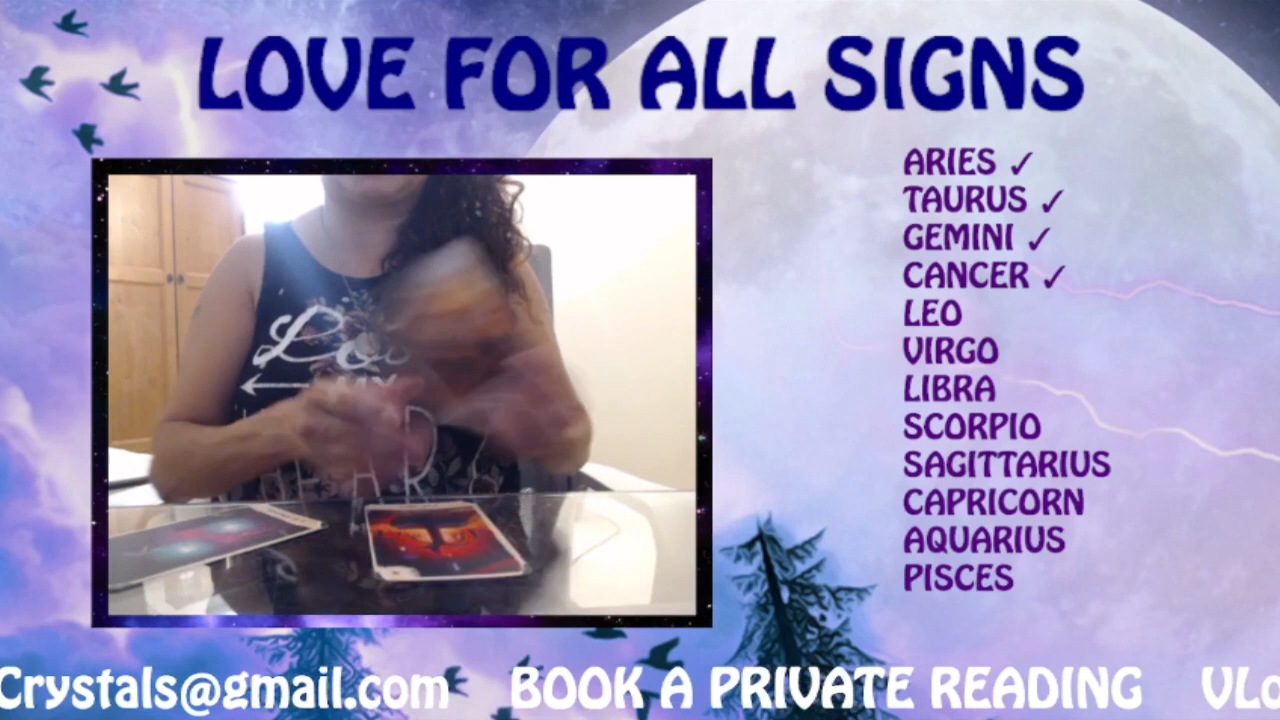 LOVE FOR ALL SIGNS
ARIES ✓
TAURUS ✓
GEMINI ✓
CANCER ✓
LEO
VIRGO
LIBRA
SCORPIO
SAGITTARIUS
CAPRICORN
AQUARIUS
PISCES
Crystals@gmail.com BOOK A PRIVATE READING